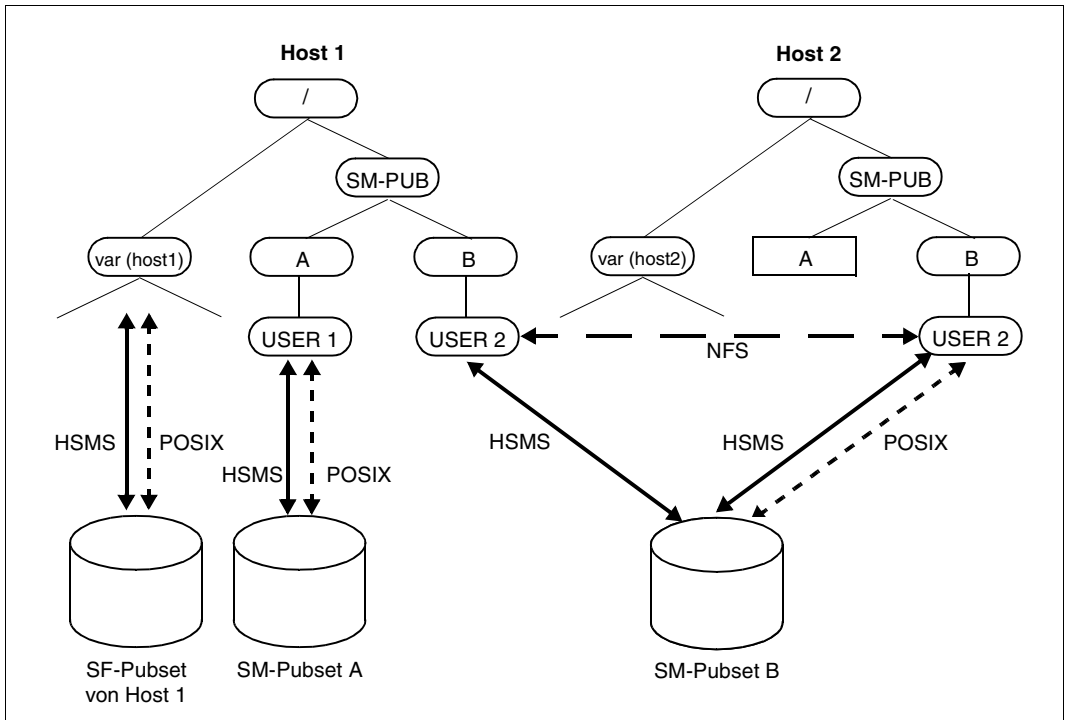 Host 1
Host 2
/
/
SM-PUB
SM-PUB
var (host1)
A
B
var (host2)
A
B
USER 1
USER 2
NFS
USER 2
HSMS
POSIX
HSMS
POSIX
HSMS
HSMS
POSIX
SF-Pubset
von Host 1
SM-Pubset A
SM-Pubset B